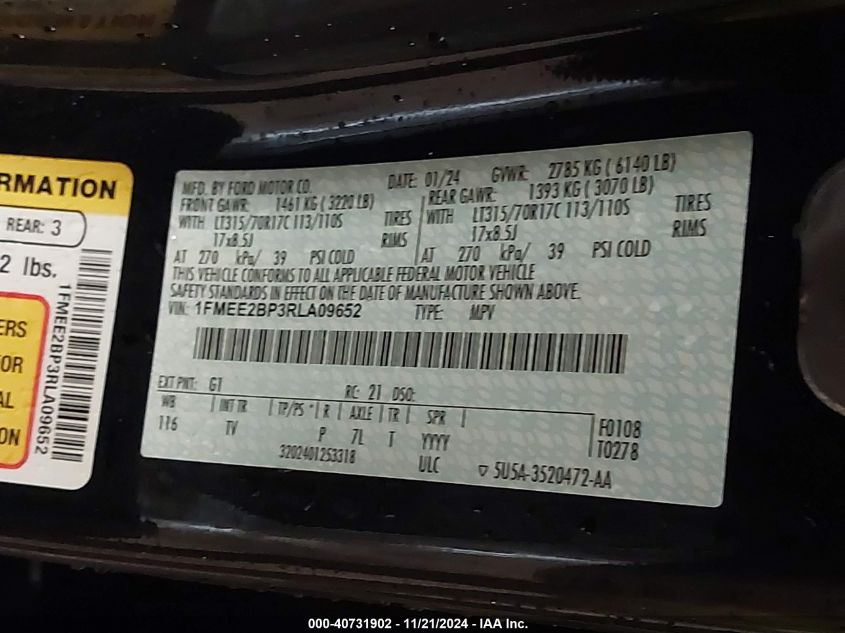 RMATION
REAR: 3
2 lbs.
ERS
FOR
AL
ON
1FMEE2BP3RLA09652
MFD. BY FORD MOTOR CO. DATE: 01/24 GVWR: 2785 KG ( 6140 LB)
FRONT GAWR: 1461 KG ( 3220 LB) REAR GAWR: 1393 KG ( 3070 LB)
WITH LT315/70R17C 113/110S TIRES WITH LT315/70R17C 113/110S TIRES
17x8.5J RIMS 17x8.5J RIMS
AT 270 kPa/ 39 PSI COLD AT 270 kPa/ 39 PSI COLD
THIS VEHICLE CONFORMS TO ALL APPLICABLE FEDERAL MOTOR VEHICLE
SAFETY STANDARDS IN EFFECT ON THE DATE OF MANUFACTURE SHOWN ABOVE.
VIN: 1FMEE2BP3RLA09652 TYPE: MPV
EXT PNT: G1 RC: 21 DSO:
WB INT TR TP/PS * R AXLE TR SPR F0108
116 TV P 7L T YYYY T0278
3202401253318 ULC 5U5A-3520472-AA
000-40731902 - 11/21/2024 - IAA Inc.